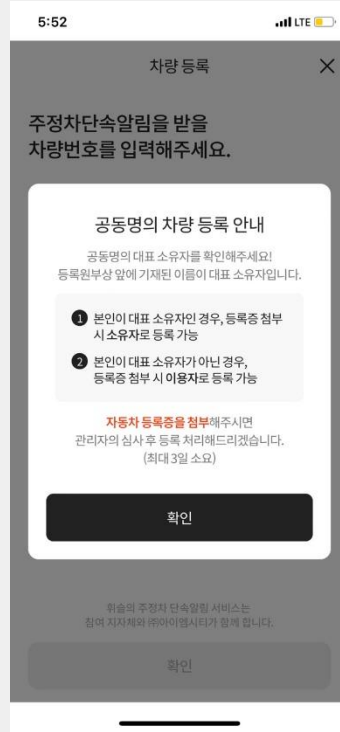 5:52
LTE
차량 등록
주정차단속알림을 받을
차량번호를 입력해주세요.
공동명의 차량 등록 안내
공동명의 대표 소유자를 확인해주세요!
등록원부상 앞에 기재된 이름이 대표 소유자입니다.
1 본인이 대표 소유자인 경우, 등록증 첨부
시 소유자로 등록 가능
2 본인이 대표 소유자가 아닌 경우,
등록증 첨부 시 이용자로 등록 가능
자동차 등록증을 첨부해주시면
관리자의 심사 후 등록 처리해드리겠습니다.
(최대 3일 소요)
확인
휘슬의 주정차 단속알림 서비스는
참여 지자체와 ㈜아이엠시티가 함께 합니다.
확인